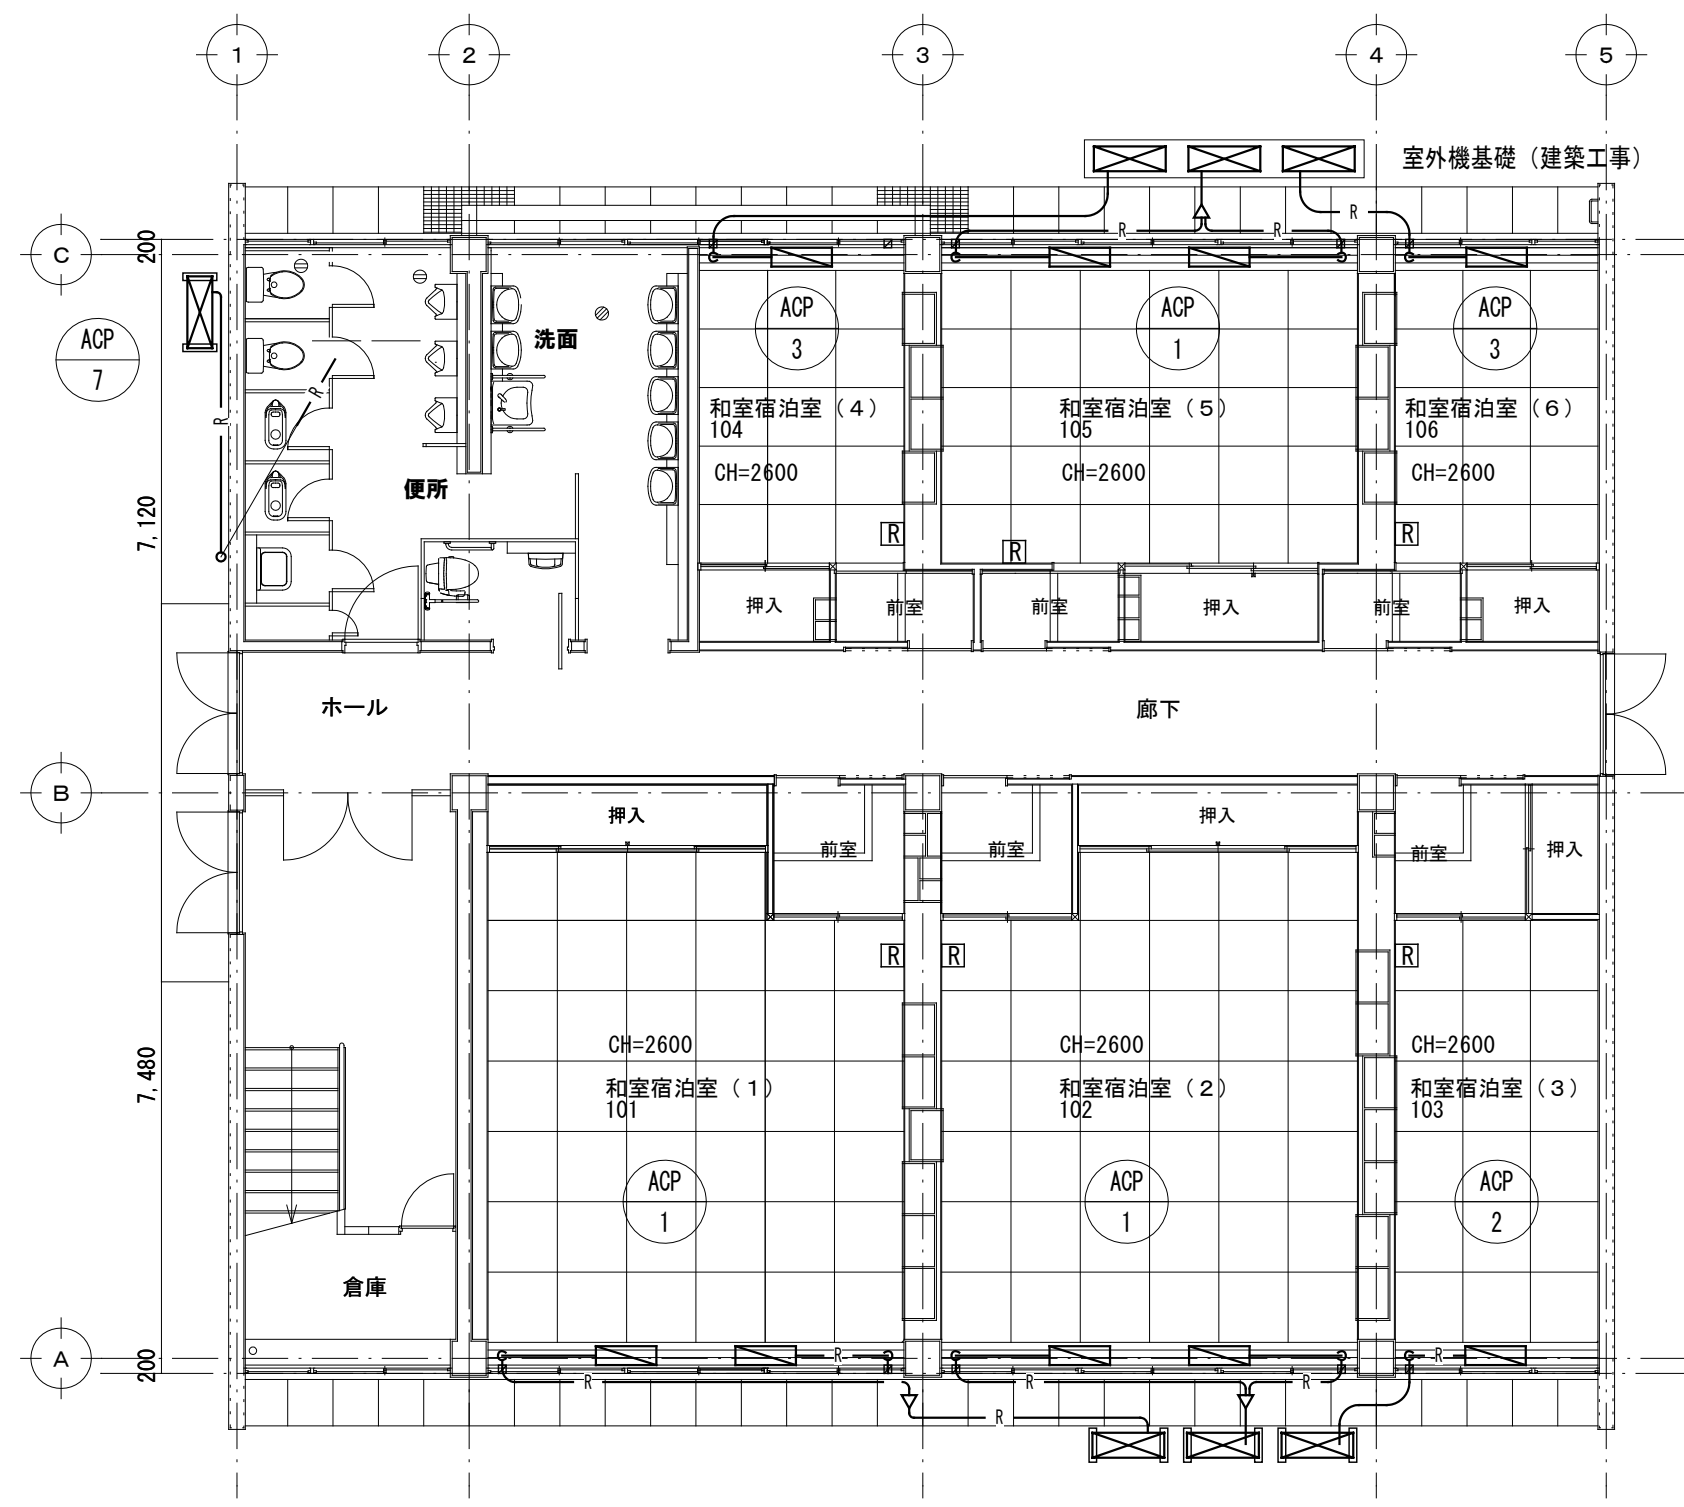 1
2
3
4
5
室外機基礎（建築工事）
R
C
200
R
R
ACP
3
ACP
1
ACP
3
ACP
7
洗面
R
R
和室宿泊室（４）
104
和室宿泊室（５）
105
和室宿泊室（６）
106
CH=2600
CH=2600
CH=2600
便所
7,120
R
R
R
押入
前室
前室
押入
前室
押入
ホール
廊下
B
押入
押入
前室
前室
前室
押入
R
R
R
7,480
CH=2600
CH=2600
CH=2600
和室宿泊室（１）
101
和室宿泊室（２）
102
和室宿泊室（３）
103
ACP
1
ACP
1
ACP
2
倉庫
A
200
R
R
R
R
R
R